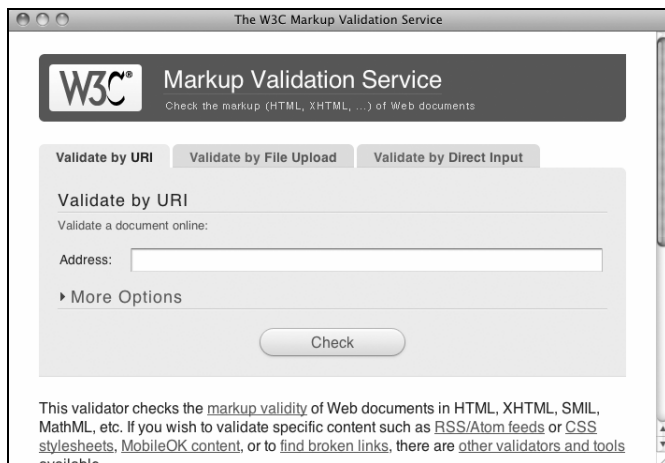 The W3C Markup Validation Service
W3C® Markup Validation Service
Check the markup (HTML, XHTML, ...) of Web documents
Validate by URI Validate by File Upload Validate by Direct Input
Validate by URI
Validate a document online:
Address:
More Options
Check
This validator checks the markup validity of Web documents in HTML, XHTML, SMIL,
MathML, etc. If you wish to validate specific content such as RSS/Atom feeds or CSS
stylesheets, MobileOK content, or to find broken links, there are other validators and tools